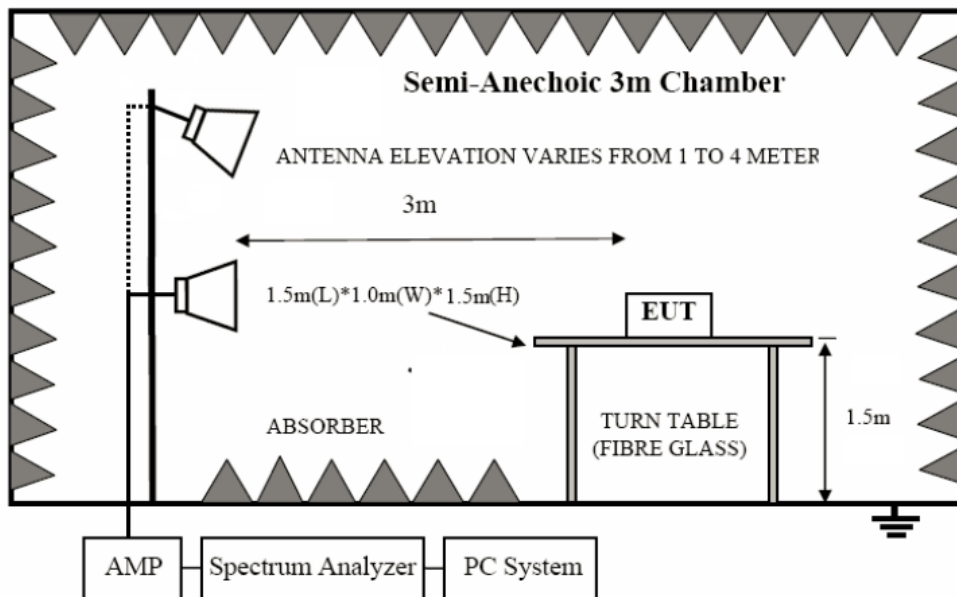 Semi-Anechoic 3m Chamber
ANTENNA ELEVATION VARIES FROM 1 TO 4 METER
3m
1.5m(L)*1.0m(W)*1.5m(H)
EUT
ABSORBER
TURN TABLE
(FIBRE GLASS)
1.5m
AMP
Spectrum Analyzer
PC System